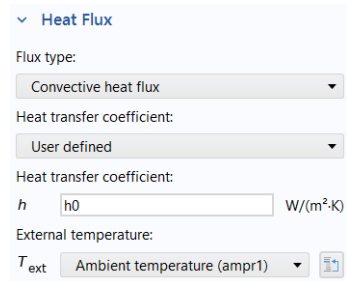 Heat Flux
Flux type:
Convective heat flux
Heat transfer coefficient:
User defined
Heat transfer coefficient:
h h0 W/(m²·K)
External temperature:
T_ext Ambient temperature (ampr1)